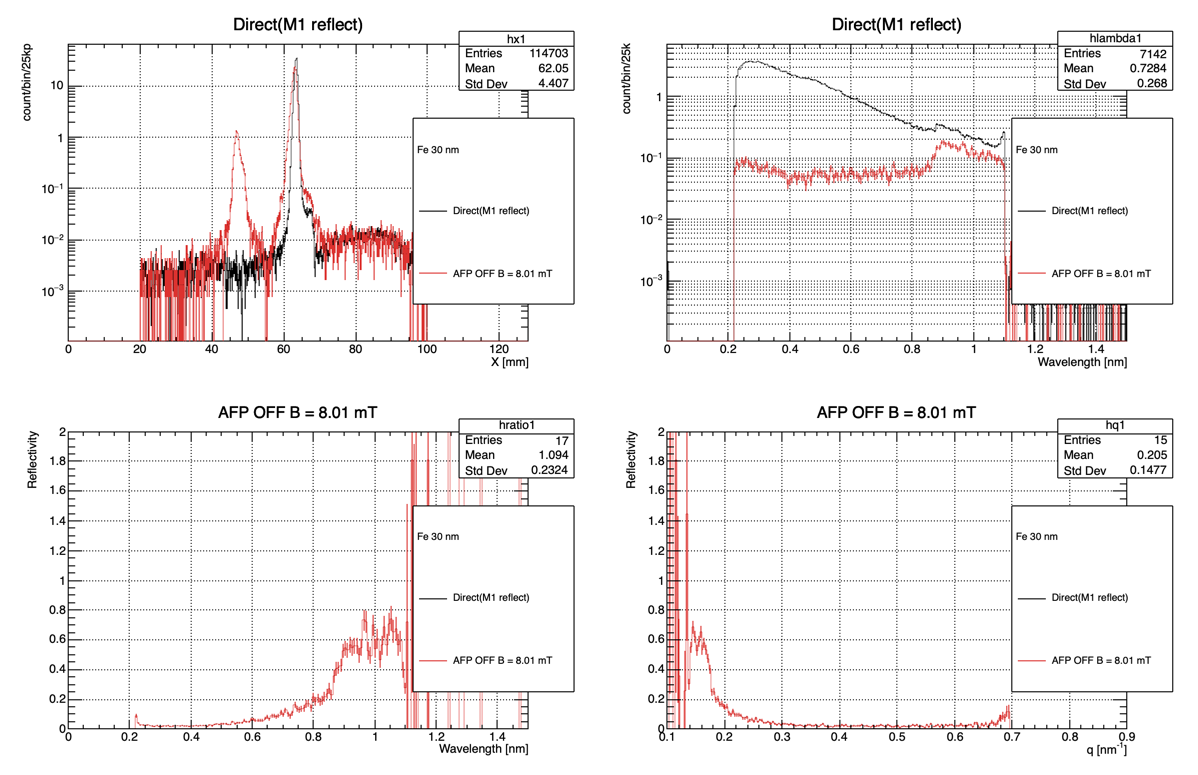 Direct(M1 reflect)
count/bin/25kp
hx1
Entries 114703
Mean 62.05
Std Dev 4.407
10
1
10−1
10−2
10−3
Fe 30 nm
Direct(M1 reflect)
AFP OFF B = 8.01 mT
0 20 40 60 80 100 120
X [mm]
Direct(M1 reflect)
count/bin/25k
hlambda1
Entries 7142
Mean 0.7284
Std Dev 0.268
1
10−1
10−2
10−3
Fe 30 nm
Direct(M1 reflect)
AFP OFF B = 8.01 mT
0 0.2 0.4 0.6 0.8 1 1.2 1.4
Wavelength [nm]
AFP OFF B = 8.01 mT
Reflectivity
hratio1
Entries 17
Mean 1.094
Std Dev 0.2324
2
1.8
1.6
1.4
1.2
1
0.8
0.6
0.4
0.2
0
Fe 30 nm
Direct(M1 reflect)
AFP OFF B = 8.01 mT
0 0.2 0.4 0.6 0.8 1 1.2 1.4
Wavelength [nm]
AFP OFF B = 8.01 mT
Reflectivity
hq1
Entries 15
Mean 0.205
Std Dev 0.1477
2
1.8
1.6
1.4
1.2
1
0.8
0.6
0.4
0.2
0
Fe 30 nm
Direct(M1 reflect)
AFP OFF B = 8.01 mT
0.1 0.2 0.3 0.4 0.5 0.6 0.7 0.8 0.9
q [nm-1]